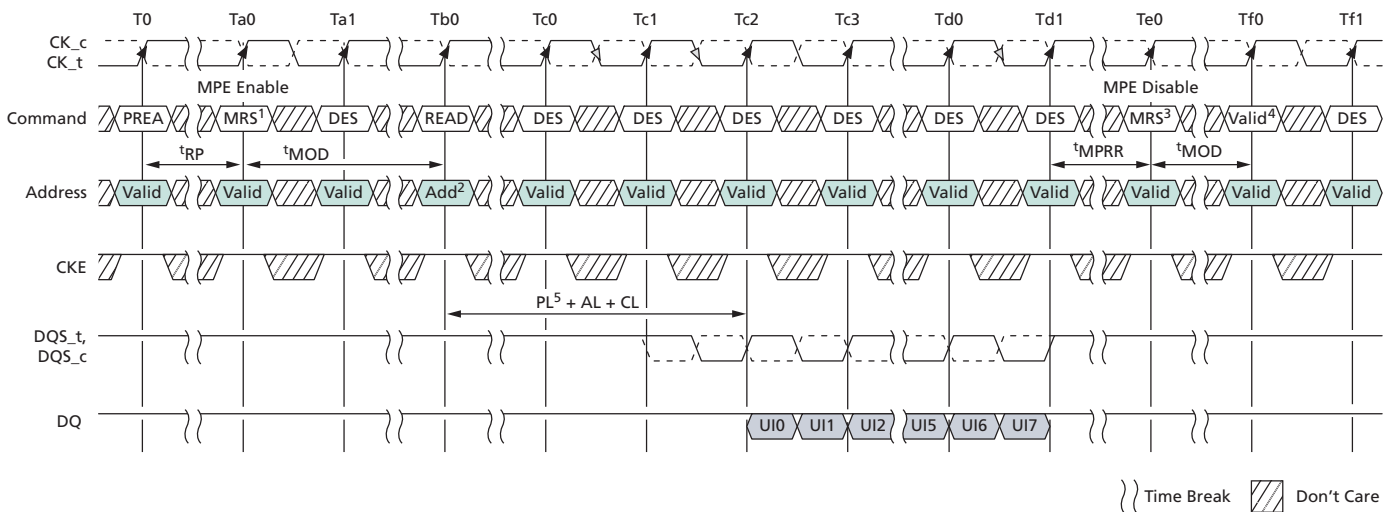 T0 Ta0 Ta1 Tb0 Tc0 Tc1 Tc2 Tc3 Td0 Td1 Te0 Tf0 Tf1
CK_c
CK_t
MPE Enable MPE Disable
Command PREA MRS¹ DES READ DES DES DES DES DES DES MRS³ Valid⁴ DES
tRP tMOD tMPRR tMOD
Address Valid Valid Valid Add² Valid Valid Valid Valid Valid Valid Valid Valid Valid
CKE
PL⁵ + AL + CL
DQS_t,
DQS_c
DQ UI0 UI1 UI2 UI5 UI6 UI7
Time Break Don't Care